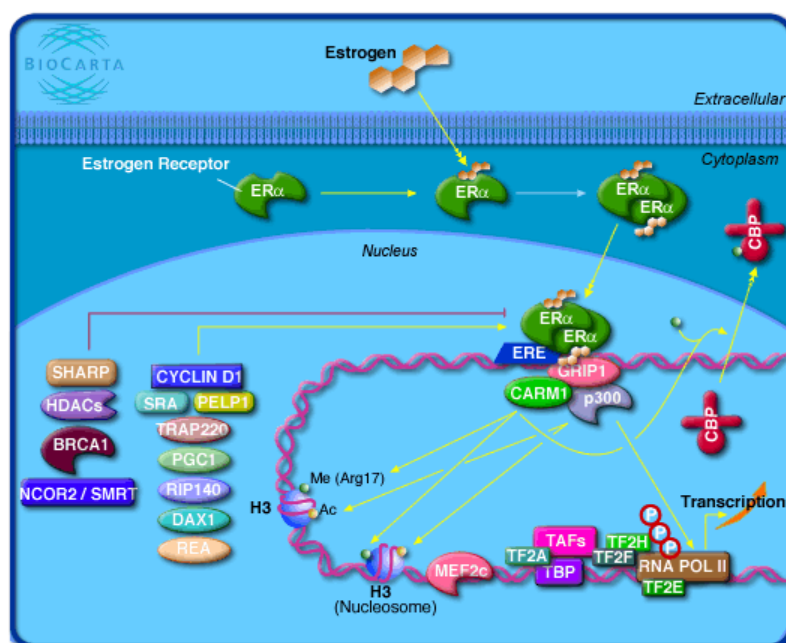 BIOCARTA
Estrogen
Extracellular
Cytoplasm
Estrogen Receptor
ERα
ERα
ERα
ERα
CBP
Nucleus
ERα
ERα
ERE
GRIP1
CARM1
p300
CBP
SHARP
HDACs
BRCA1
NCOR2 / SMRT
CYCLIN D1
SRA
PELP1
TRAP220
PGC1
RIP140
DAX1
REA
Me (Arg17)
H3
Ac
H3
(Nucleosome)
MEF2c
TF2A
TAFs
TBP
TF2H
TF2F
P
P
P
RNA POL II
TF2E
Transcription